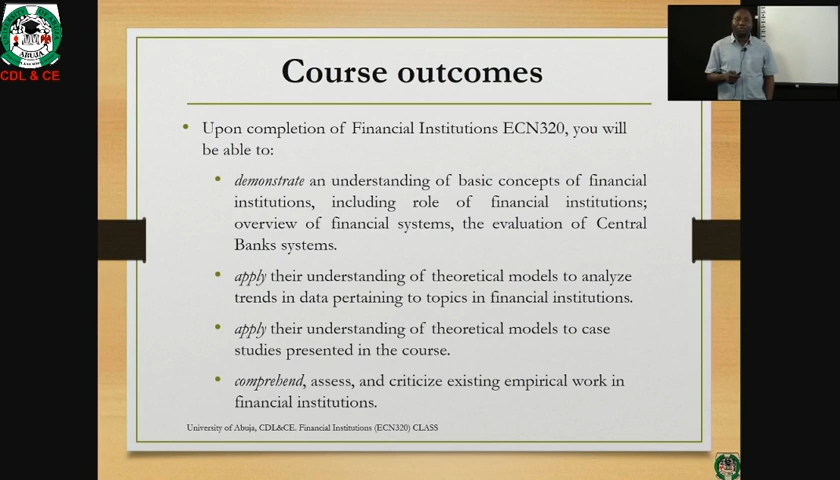 ABUJA
CDL & CE
Course outcomes
• Upon completion of Financial Institutions ECN320, you will
be able to:
• demonstrate an understanding of basic concepts of financial
institutions, including role of financial institutions;
overview of financial systems, the evaluation of Central
Banks systems.
• apply their understanding of theoretical models to analyze
trends in data pertaining to topics in financial institutions.
• apply their understanding of theoretical models to case
studies presented in the course.
• comprehend, assess, and criticize existing empirical work in
financial institutions.
University of Abuja, CDL&CE. Financial Institutions (ECN320) CLASS